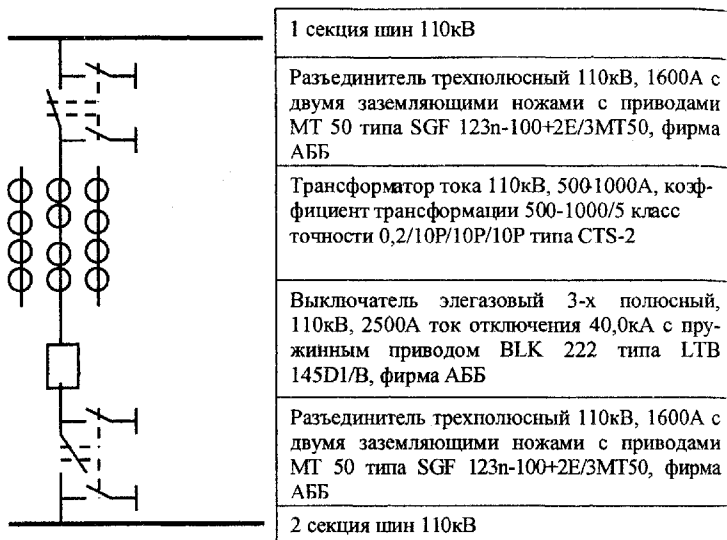 1 секция шин 110кВ
Разъединитель трехполюсный 110кВ, 1600А с
двумя заземляющими ножами с приводами
МТ 50 типа SGF 123n-100+2E/3MT50, фирма
АББ
Трансформатор тока 110кВ, 500-1000А, коэф-
фициент трансформации 500-1000/5 класс
точности 0,2/10Р/10Р/10Р типа CTS-2
Выключатель элегазовый 3-х полюсный,
110кВ, 2500А ток отключения 40,0кА с пру-
жинным приводом BLK 222 типа LTB
145D1/B, фирма АББ
Разъединитель трехполюсный 110кВ, 1600А с
двумя заземляющими ножами с приводами
МТ 50 типа SGF 123n-100+2E/3MT50, фирма
АББ
2 секция шин 110кВ